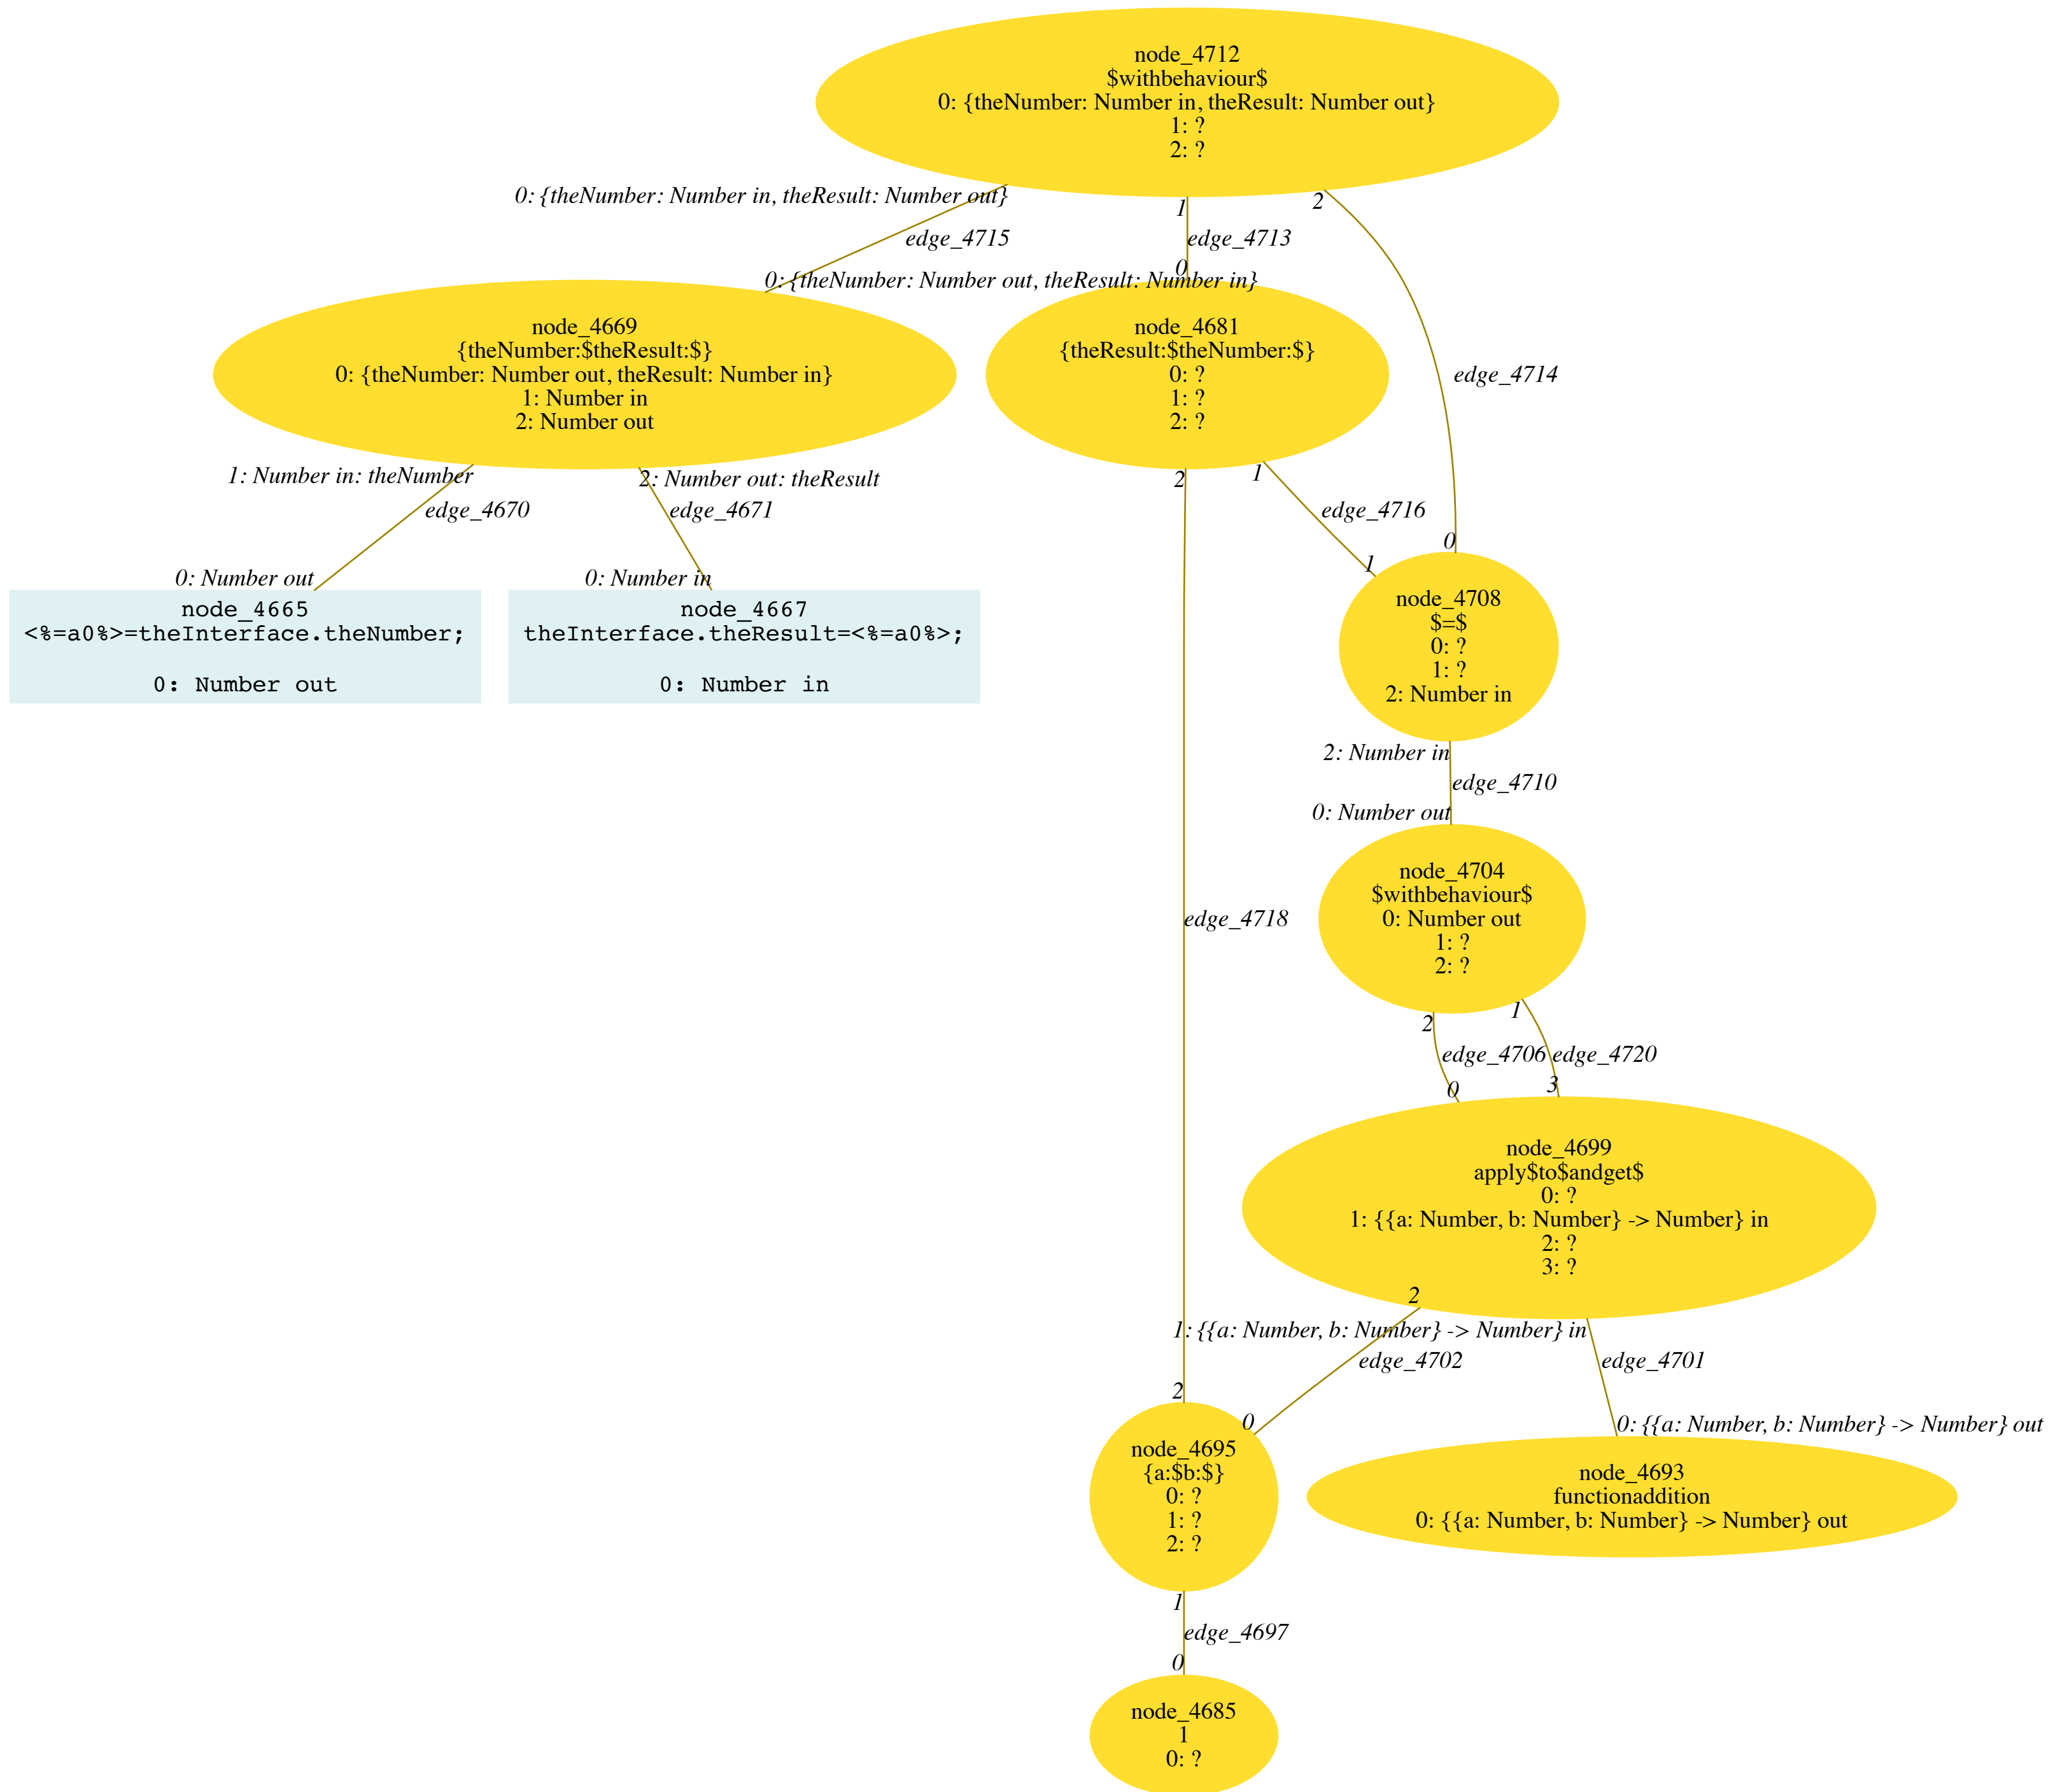 node_4712
$withbehaviour$
0: {theNumber: Number in, theResult: Number out}
1: ?
2: ?
0: {theNumber: Number in, theResult: Number out}
1
2
edge_4715
edge_4713
0
0: {theNumber: Number out, theResult: Number in}
node_4669
{theNumber:$theResult:$}
0: {theNumber: Number out, theResult: Number in}
1: Number in
2: Number out
node_4681
{theResult:$theNumber:$}
0: ?
1: ?
2: ?
edge_4714
1: Number in: theNumber
2: Number out: theResult
2
1
edge_4670
edge_4671
edge_4716
0: Number out
0: Number in
1
0
node_4665
<%=a0%>=theInterface.theNumber;
0: Number out
node_4667
theInterface.theResult=<%=a0%>;
0: Number in
node_4708
$=$
0: ?
1: ?
2: Number in
2: Number in
edge_4710
0: Number out
node_4704
$withbehaviour$
0: Number out
1: ?
2: ?
edge_4718
2
1
edge_4706
edge_4720
0
3
node_4699
apply$to$andget$
0: ?
1: {{a: Number, b: Number} -> Number} in
2: ?
3: ?
2
1: {{a: Number, b: Number} -> Number} in
edge_4702
edge_4701
2
0
0: {{a: Number, b: Number} -> Number} out
node_4695
{a:$b:$}
0: ?
1: ?
2: ?
node_4693
functionaddition
0: {{a: Number, b: Number} -> Number} out
1
edge_4697
0
node_4685
1
0: ?